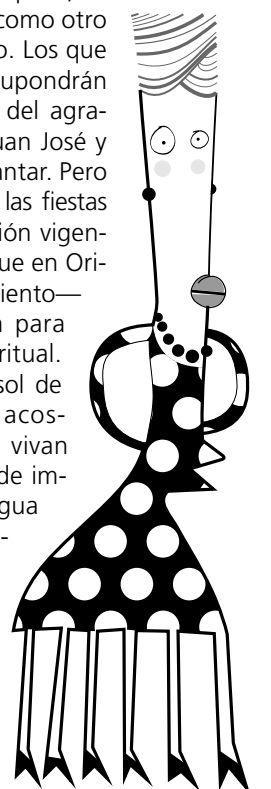 como otro
o. Los que
upondrán
del agra-
uan José y
antar. Pero
las fiestas
ión vigen-
ue en Ori-
iento—
para
ritual.
sol de
acos-
vivan
de im-
gua
-